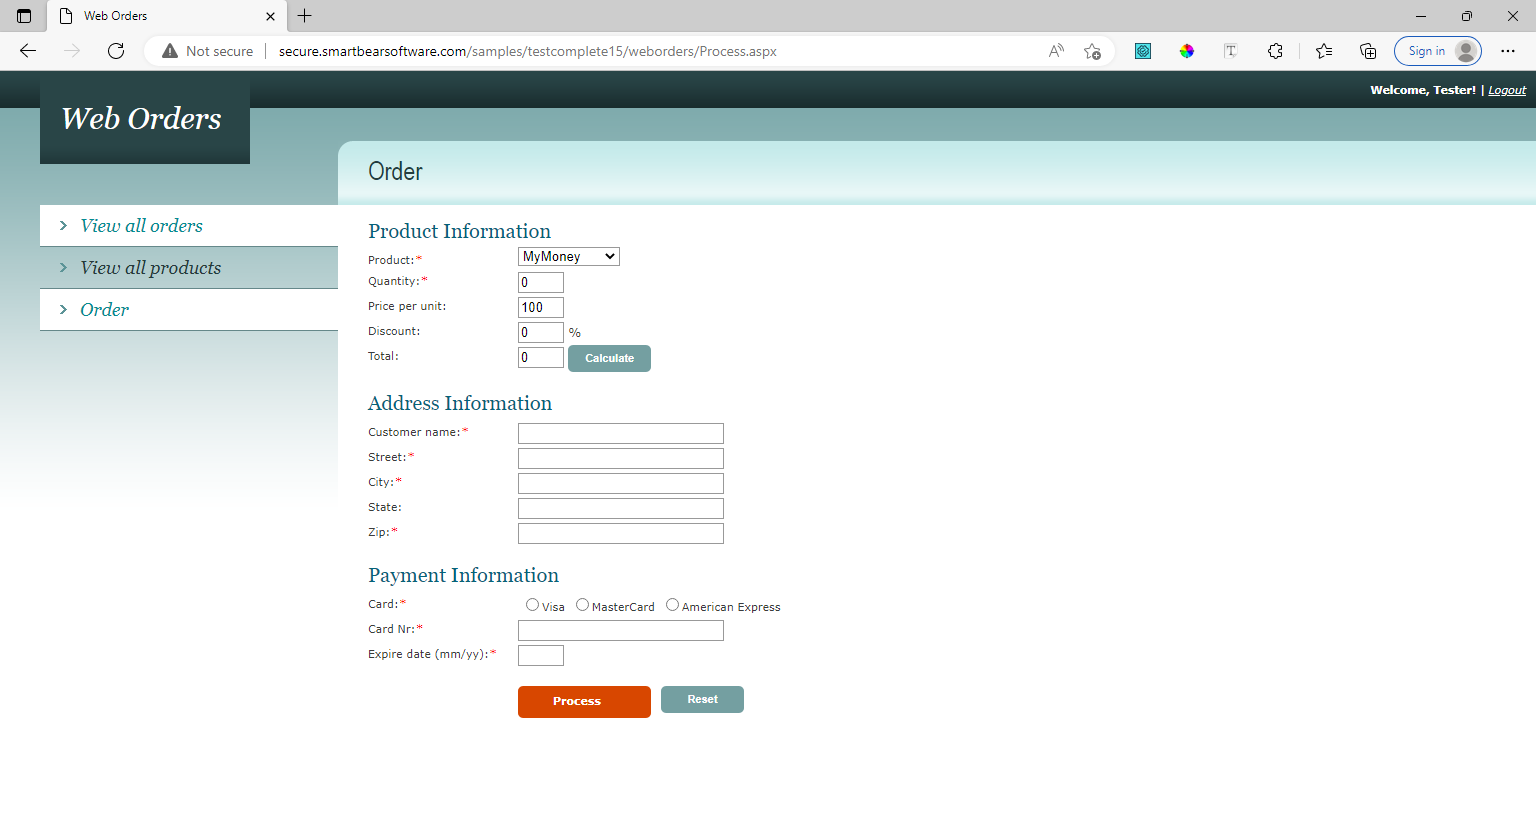 Web Orders
Not secure
secure.smartbearsoftware.com/samples/testcomplete15/weborders/Process.aspx
Sign in
Welcome, Tester! | Logout
Web Orders
Order
View all orders
View all products
Order
Product Information
Product:* MyMoney
Quantity:* 0
Price per unit: 100
Discount: 0 %
Total: 0 Calculate
Address Information
Customer name:*
Street:*
City:*
State:
Zip:*
Payment Information
Card:* Visa MasterCard American Express
Card Nr:*
Expire date (mm/yy):*
Process Reset